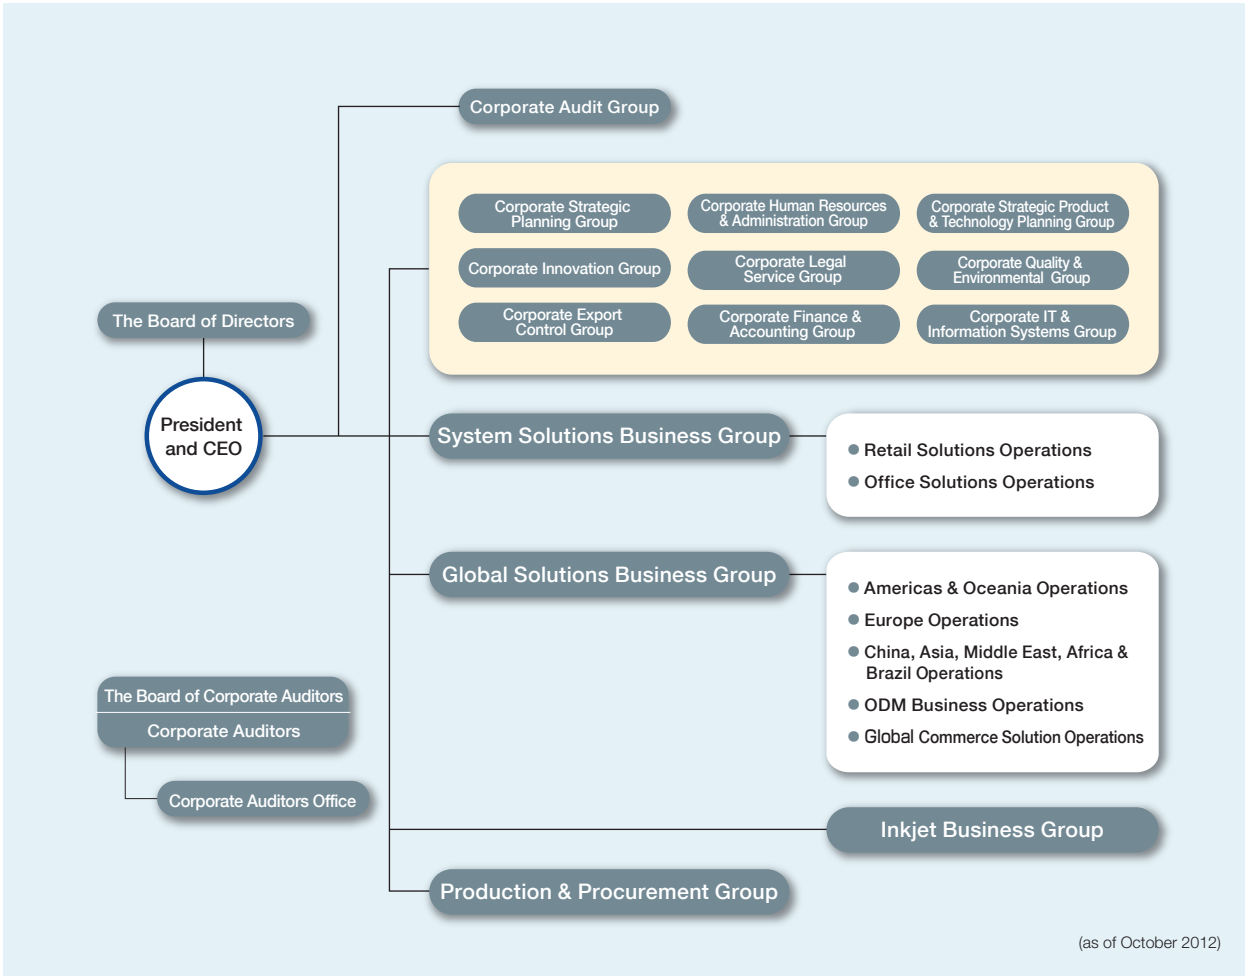 Corporate Audit Group
Corporate Strategic
Planning Group
Corporate Human Resources
& Administration Group
Corporate Strategic Product
& Technology Planning Group
Corporate Innovation Group
Corporate Legal
Service Group
Corporate Quality &
Environmental Group
Corporate Export
Control Group
Corporate Finance &
Accounting Group
Corporate IT &
Information Systems Group
The Board of Directors
President
and CEO
System Solutions Business Group
Retail Solutions Operations
Office Solutions Operations
Global Solutions Business Group
Americas & Oceania Operations
Europe Operations
China, Asia, Middle East, Africa &
Brazil Operations
ODM Business Operations
Global Commerce Solution Operations
The Board of Corporate Auditors
Corporate Auditors
Corporate Auditors Office
Inkjet Business Group
Production & Procurement Group
(as of October 2012)